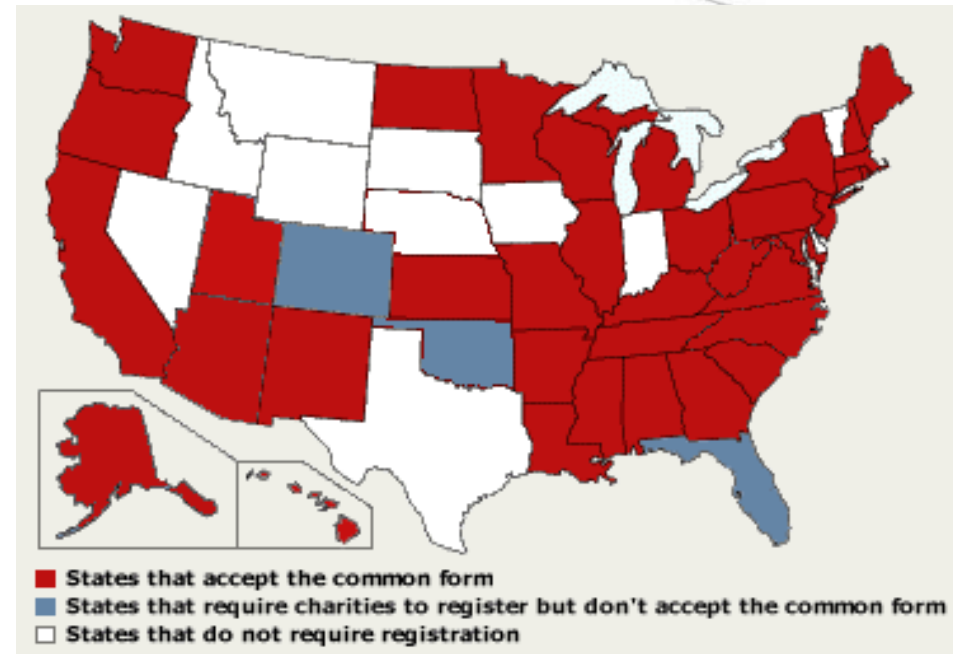 States that accept the common form
States that require charities to register but don't accept the common form
States that do not require registration